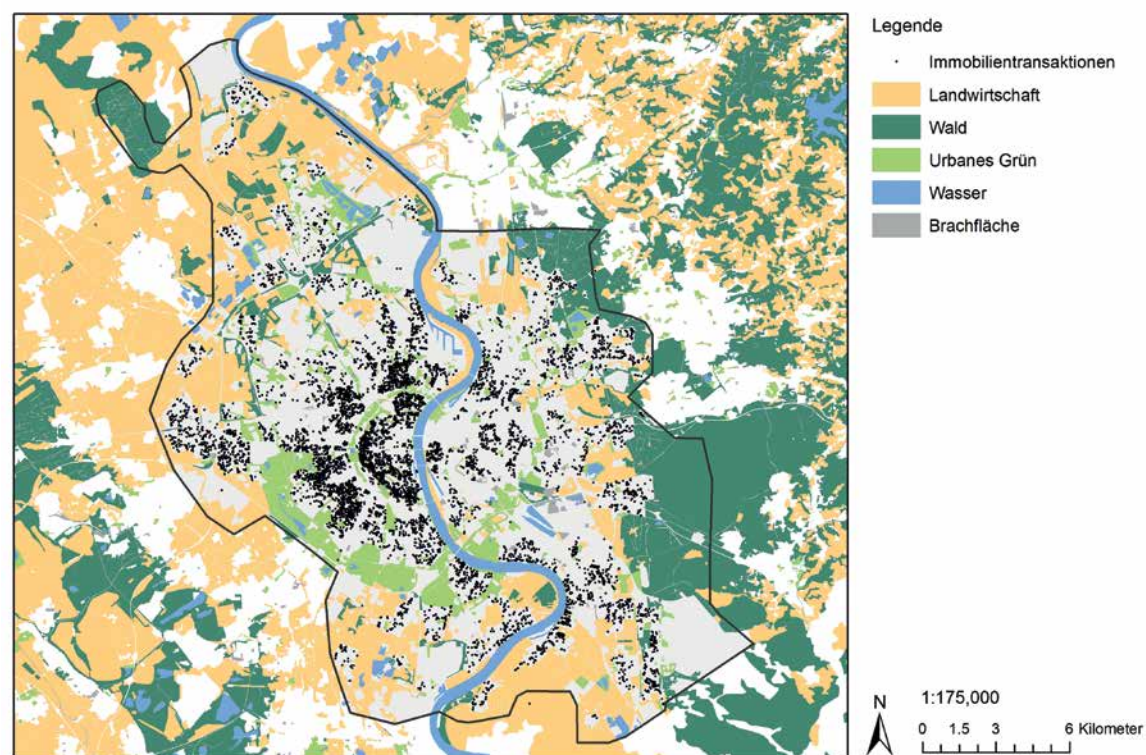 Legende
Immobilientransaktionen
Landwirtschaft
Wald
Urbanes Grün
Wasser
Brachfläche
N
1:175,000
0 1.5 3 6 Kilometer